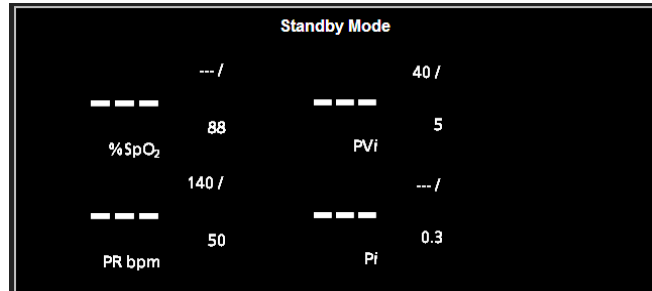 Standby Mode
--- /
40 /
--- ---
88
5
%SpO₂
PVi
140 /
--- /
--- ---
50
0.3
PR bpm
Pi